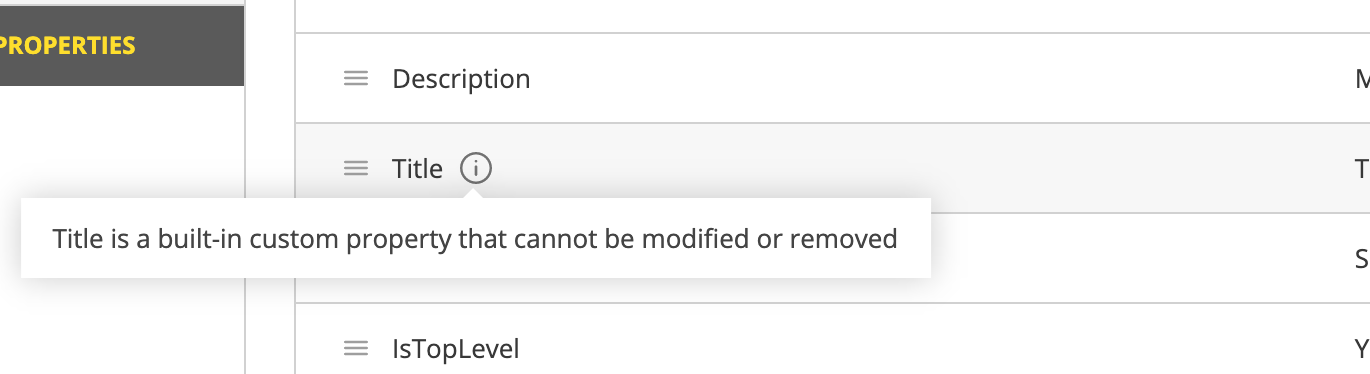 PROPERTIES
Description
M
Title
T
Title is a built-in custom property that cannot be modified or removed
S
IsTopLevel
Y